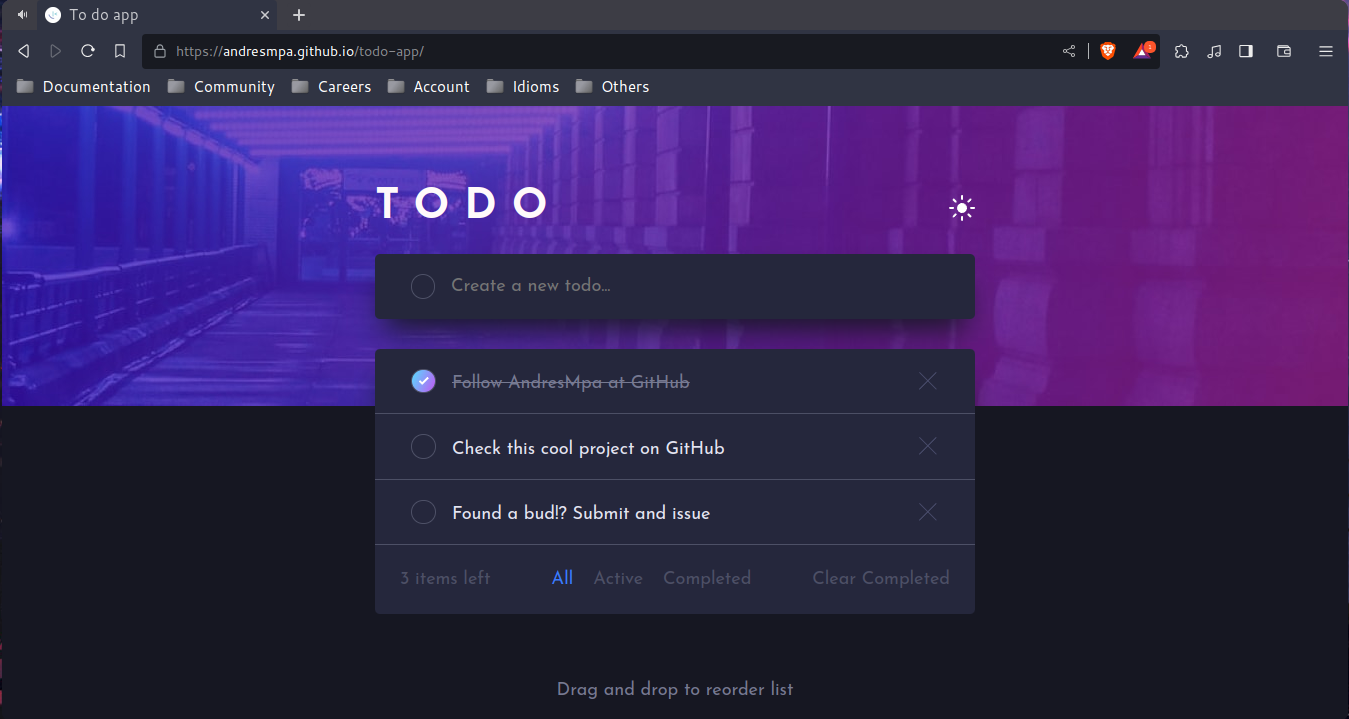 To do app
https://andresmpa.github.io/todo-app/
1
Documentation Community Careers Account Idioms Others
TODO
Create a new todo...
Follow AndresMpa at GitHub
Check this cool project on GitHub
Found a bud!? Submit and issue
3 items left All Active Completed Clear Completed
Drag and drop to reorder list